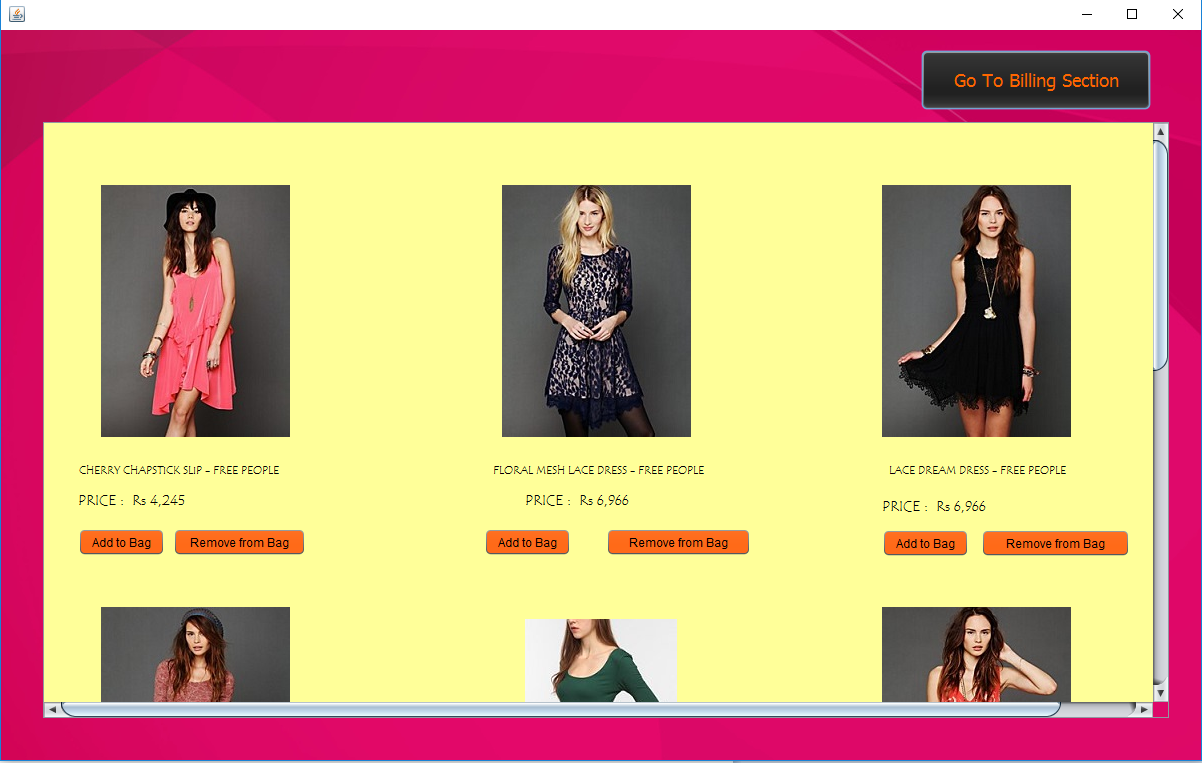 Go To Billing Section
CHERRY CHAPSTICK SLIP – FREE PEOPLE
PRICE : Rs 4,245
Add to Bag
Remove from Bag
FLORAL MESH LACE DRESS – FREE PEOPLE
PRICE : Rs 6,966
Add to Bag
Remove from Bag
LACE DREAM DRESS – FREE PEOPLE
PRICE : Rs 6,966
Add to Bag
Remove from Bag